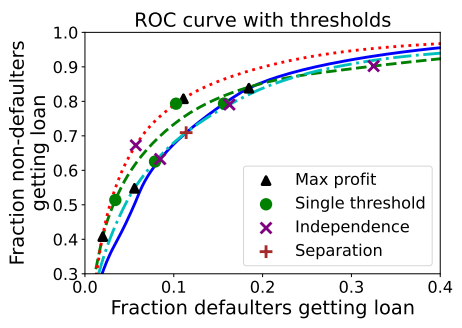 ROC curve with thresholds
Fraction non-defaulters
getting loan
1.0
0.9
0.8
0.7
0.6
0.5
0.4
0.3
Max profit
Single threshold
Independence
Separation
0.0
0.1
0.2
0.3
0.4
Fraction defaulters getting loan